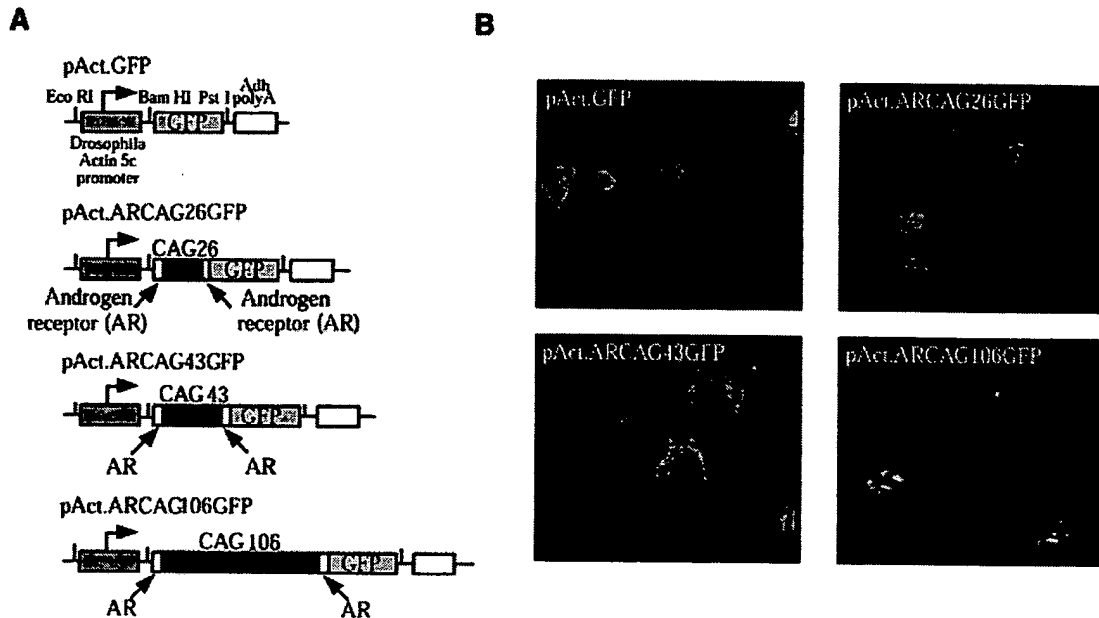 A
pAct.GFP
Eco RI
Bam HI
Pst I
Adh
polyA
GFP
Drosophila
Actin 5c
promoter
pAct.ARCAG26GFP
CAG26
GFP
Androgen
receptor (AR)
Androgen
receptor (AR)
pAct.ARCAG43GFP
CAG43
GFP
AR
AR
pAct.ARCAG106GFP
CAG 106
GFP
AR
AR
B
pAct.GFP
pAct.ARCAG26GFP
pAct.ARCAG43GFP
pAct.ARCAG106GFP